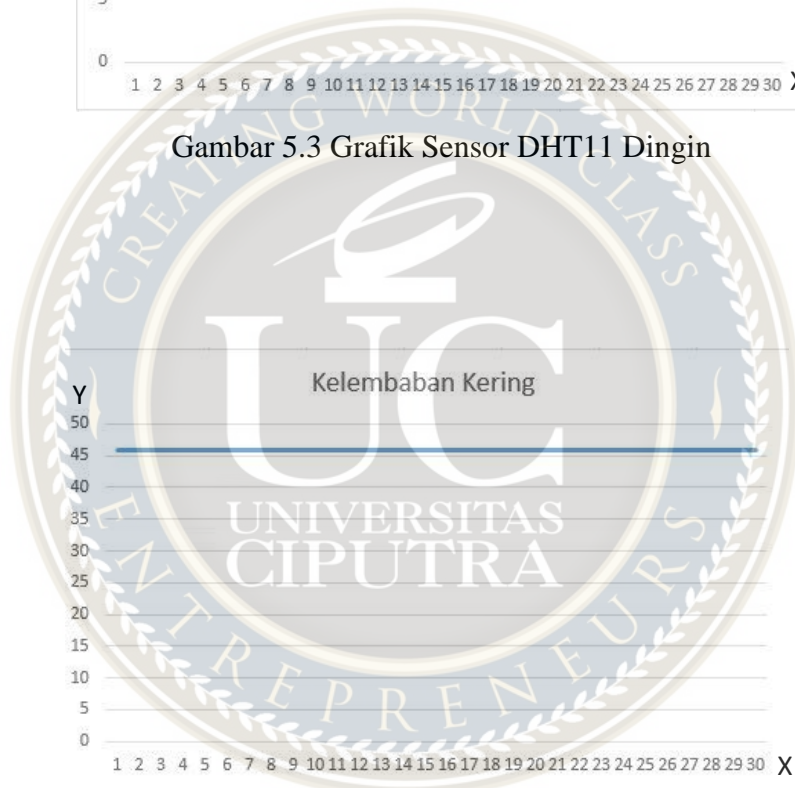 0
1 2 3 4 5 6 7 8 9 10 11 12 13 14 15 16 17 18 19 20 21 22 23 24 25 26 27 28 29 30
CREATING WORLD CLASS
Gambar 5.3 Grafik Sensor DHT11 Dingin
UC
Kelembaban Kering
Y
50
45
40
35
UNIVERSITAS
30
CIPUTRA
25
20
15
10
5
0
ENTREPRENEURS
1 2 3 4 5 6 7 8 9 10 11 12 13 14 15 16 17 18 19 20 21 22 23 24 25 26 27 28 29 30 X